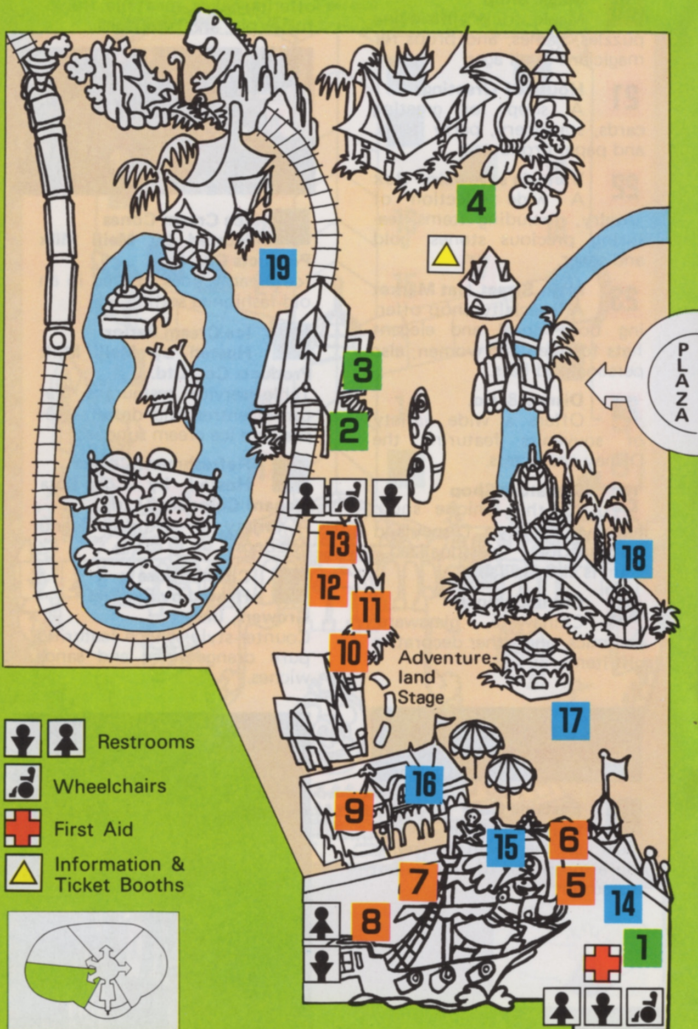 4
19
3
2
PLAZA
13
12
11
10
18
Adventure-
land
Stage
17
Restrooms
Wheelchairs
First Aid
Information &
Ticket Booths
16
9
15
6
7
5
14
8
1